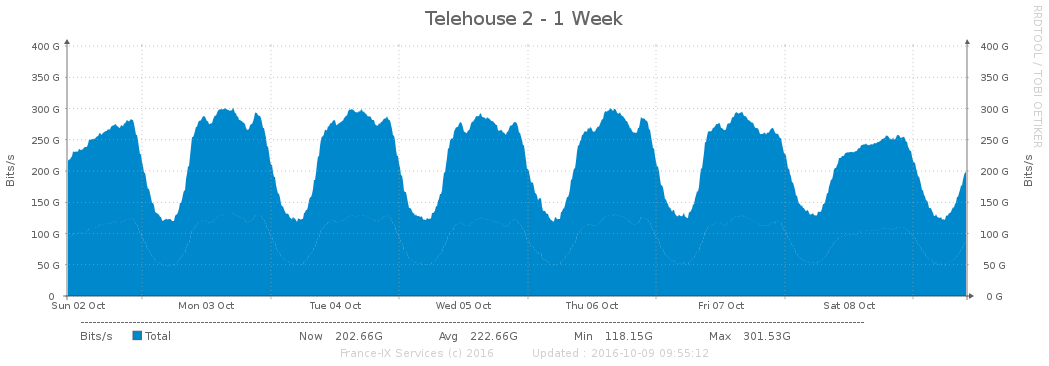 Telehouse 2 - 1 Week
RRDTOOL / TOBI OETIKER
Bits/s
400 G 400 G
350 G 350 G
300 G 300 G
250 G 250 G
200 G 200 G
150 G 150 G
100 G 100 G
50 G 50 G
0 0 G
Bits/s
Sun 02 Oct Mon 03 Oct Tue 04 Oct Wed 05 Oct Thu 06 Oct Fri 07 Oct Sat 08 Oct
Bits/s Total Now 202.66G Avg 222.66G Min 118.15G Max 301.53G
France-IX Services (c) 2016 Updated : 2016-10-09 09:55:12